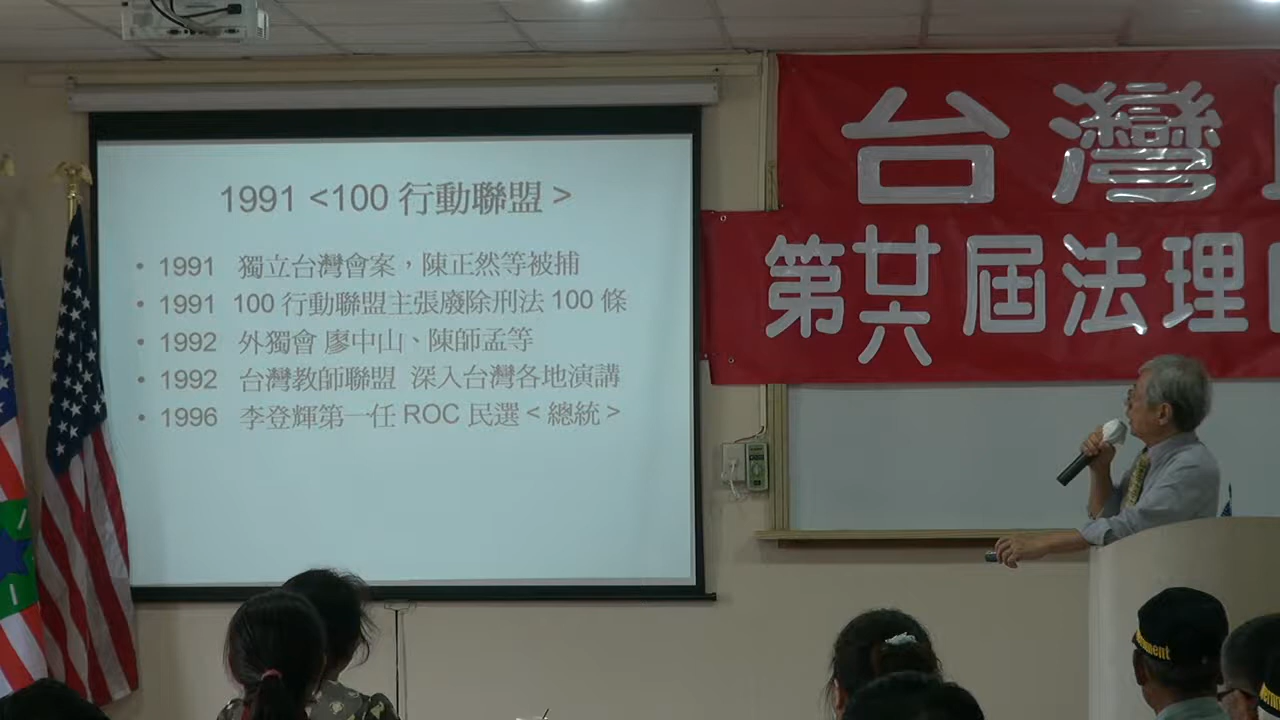 1991 <100 行動聯盟 >
• 1991 獨立台灣會案，陳正然等被捕
• 1991 100 行動聯盟主張廢除刑法 100 條
• 1992 外獨會 廖中山、陳師孟等
• 1992 台灣教師聯盟 深入台灣各地演講
• 1996 李登輝第一任 ROC 民選 < 總統 >
台灣
第廿六屆法理